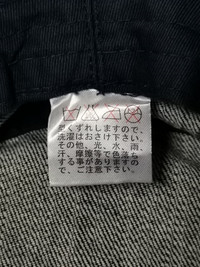 型くずれしますので、
洗濯はおさけ下さい。
その他、光、水、雨、
汗、摩擦等で色落ち
する事がありますの
で、ご注意下さい。